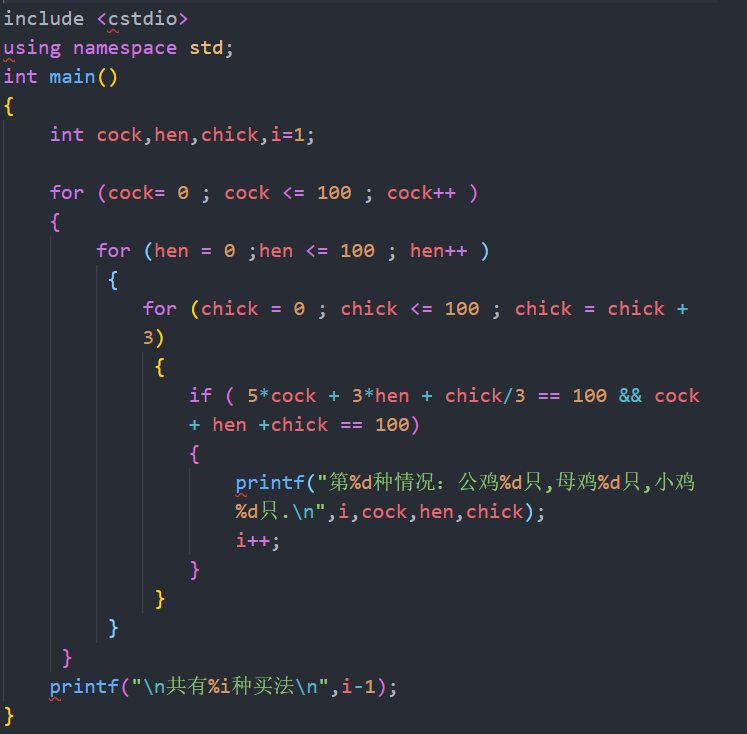 include <cstdio>
using namespace std;
int main()
{
    int cock,hen,chick,i=1;

    for (cock= 0 ; cock <= 100 ; cock++ )
    {
        for (hen = 0 ;hen <= 100 ; hen++ )
         {
            for (chick = 0 ; chick <= 100 ; chick = chick +
            3)
             {
                if ( 5*cock + 3*hen + chick/3 == 100 && cock
                + hen +chick == 100)
                {
                    printf("第%d种情况：公鸡%d只,母鸡%d只,小鸡
                    %d只.\n",i,cock,hen,chick);
                    i++;
                }
             }
         }
     }
    printf("\n共有%i种买法\n",i-1);
}